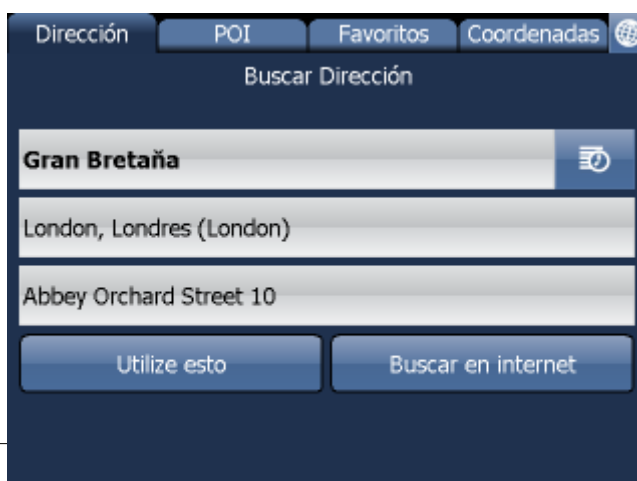 Dirección POI Favoritos Coordenadas
Buscar Dirección
Gran Bretaña
London, Londres (London)
Abbey Orchard Street 10
Utilize esto Buscar en internet